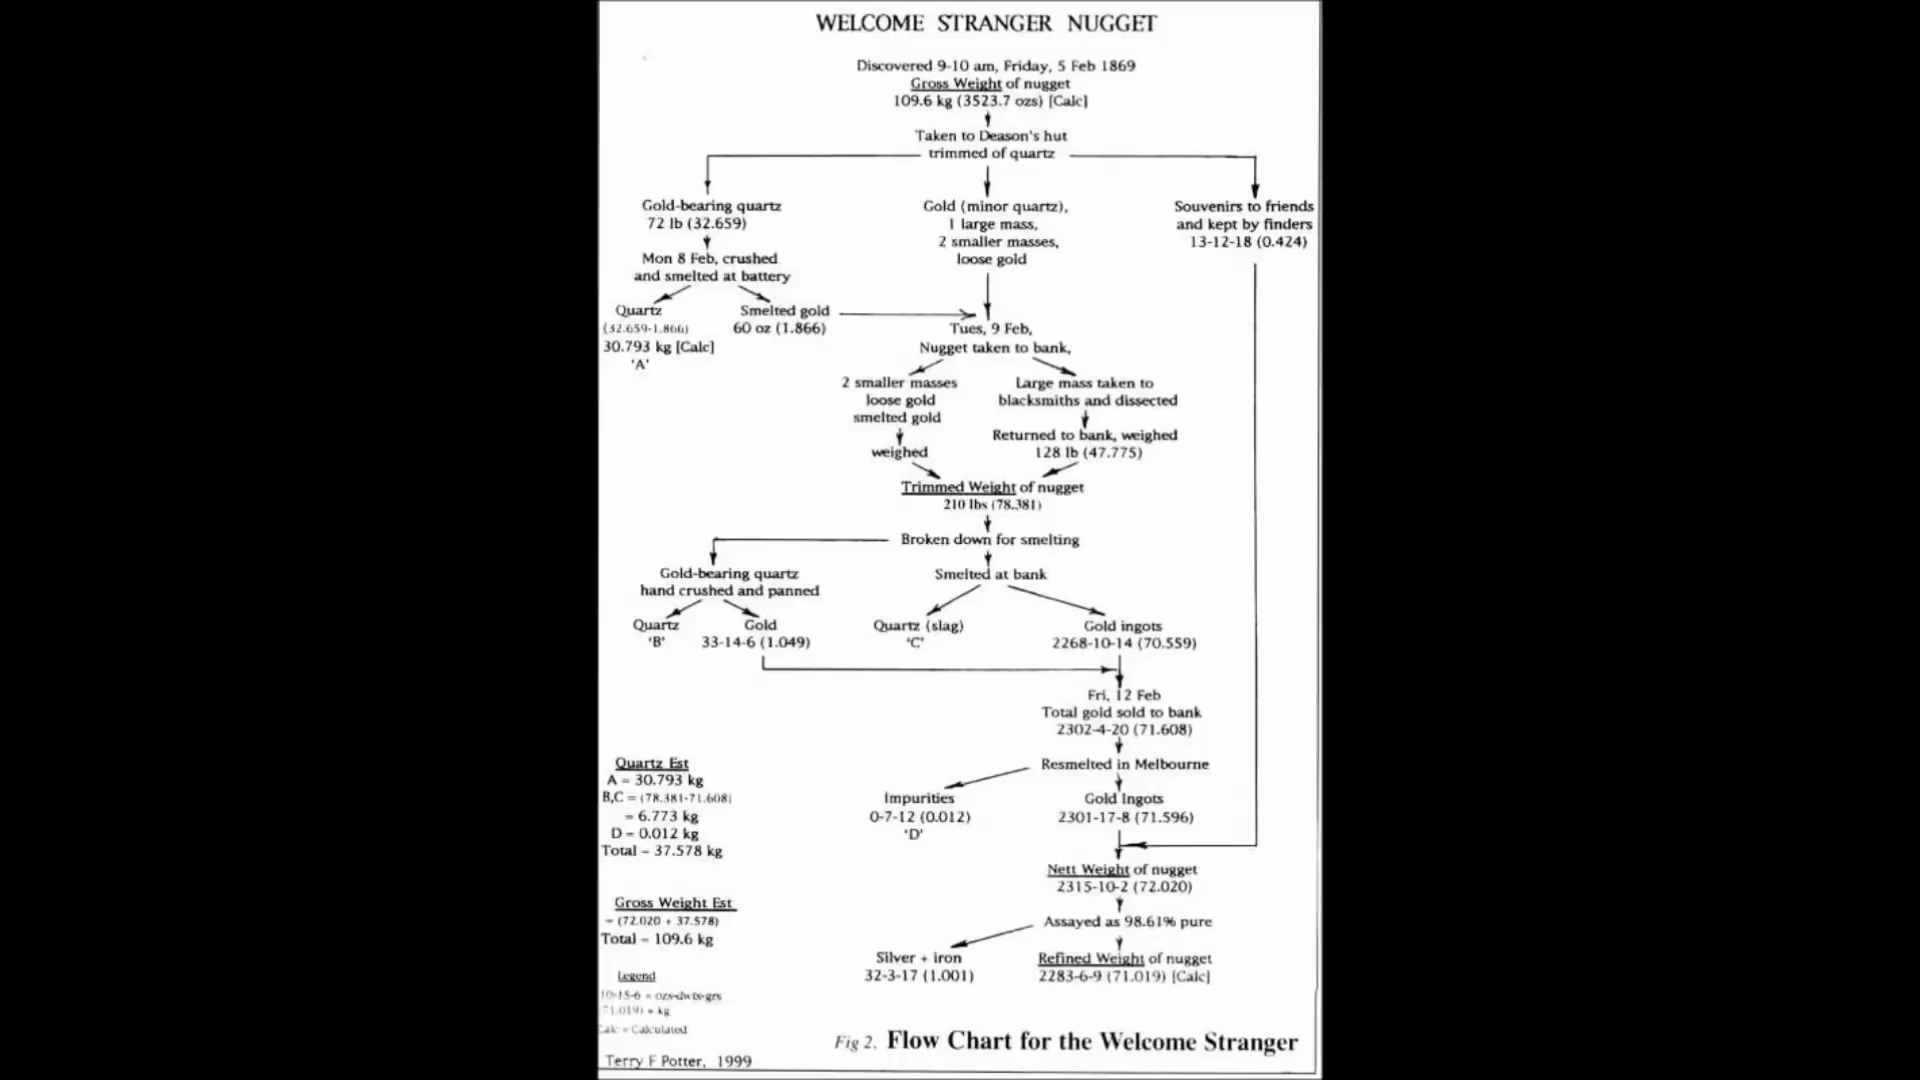 WELCOME STRANGER NUGGET
Discovered 9-10 am, Friday, 5 Feb 1869
Gross Weight of nugget
109.6 kg (3523.7 ozs) [Calc]
Taken to Deason's hut
trimmed of quartz
Gold-bearing quartz
72 lb (32.659)
Gold (minor quartz),
1 large mass,
2 smaller masses,
loose gold
Souvenirs to friends
and kept by finders
13-12-18 (0.424)
Mon 8 Feb, crushed
and smelted at battery
Quartz
(32.659-1.866)
30.793 kg [Calc]
'A'
Smelted gold
60 oz (1.866)
Tues, 9 Feb,
Nugget taken to bank,
2 smaller masses
loose gold
smelted gold
weighed
Large mass taken to
blacksmiths and dissected
Returned to bank, weighed
128 lb (47.775)
Trimmed Weight of nugget
210 lbs (78.381)
Broken down for smelting
Gold-bearing quartz
hand crushed and panned
Smelted at bank
Quartz
'B'
Gold
33-14-6 (1.049)
Quartz (slag)
'C'
Gold ingots
2268-10-14 (70.559)
Fri, 12 Feb
Total gold sold to bank
2302-4-20 (71.608)
Resmelted in Melbourne
Impurities
0-7-12 (0.012)
'D'
Gold Ingots
2301-17-8 (71.596)
Nett Weight of nugget
2315-10-2 (72.020)
Assayed as 98.61% pure
Silver + iron
32-3-17 (1.001)
Refined Weight of nugget
2283-6-9 (71.019) [Calc]
Quartz Est
A = 30.793 kg
B,C = (78.381-71.608)
= 6.773 kg
D = 0.012 kg
Total = 37.578 kg
Gross Weight Est
= (72.020 + 37.578)
Total = 109.6 kg
Legend
10-15-6 = ozs-dwts-grs
(71.019) = kg
Calc = Calculated
Terry F Potter, 1999
Fig 2. Flow Chart for the Welcome Stranger